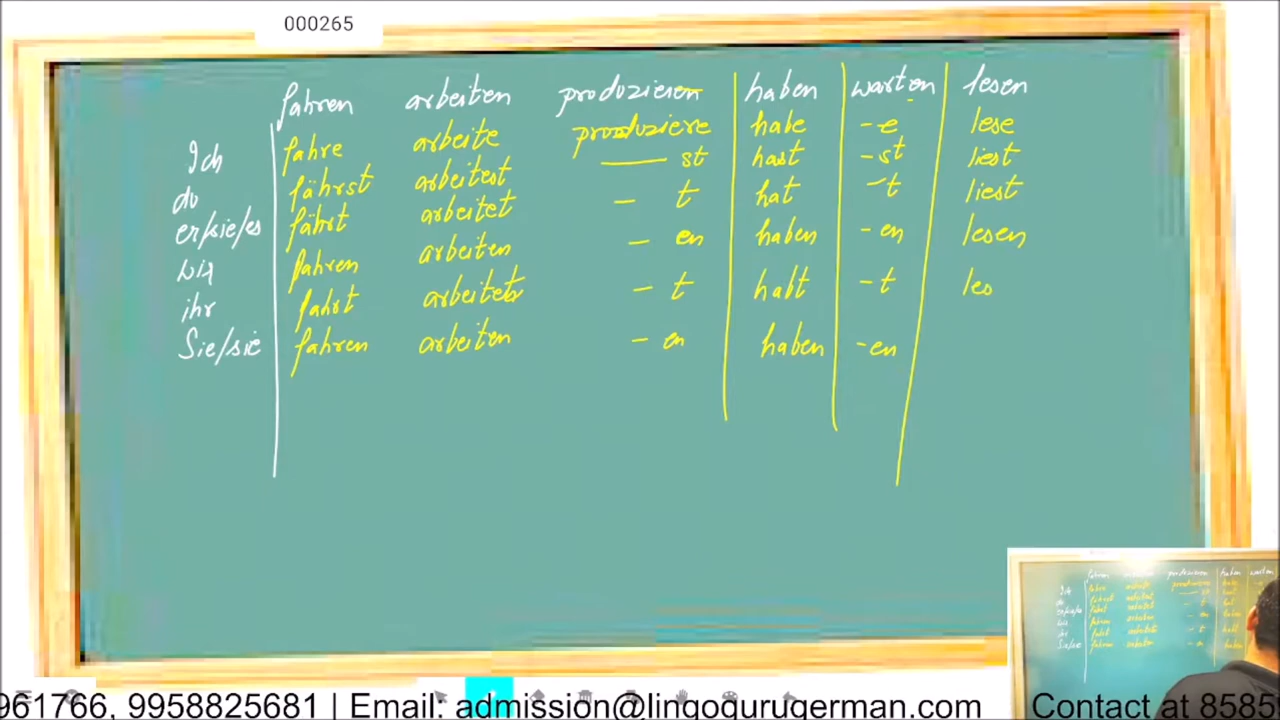 000265
fahren arbeiten produzieren haben warten lesen
Ich fahre arbeite produziere habe -e lese
du fährst arbeitest — st hast -st liest
er/sie/es fährt arbeitet - t hat -t liest
wir fahren arbeiten - en haben -en lesen
ihr fahrt arbeitet - t habt -t les
Sie/sie fahren arbeiten - en haben -en
961766, 9958825681 | Email: admission@lingogurugerman.com Contact at 8585